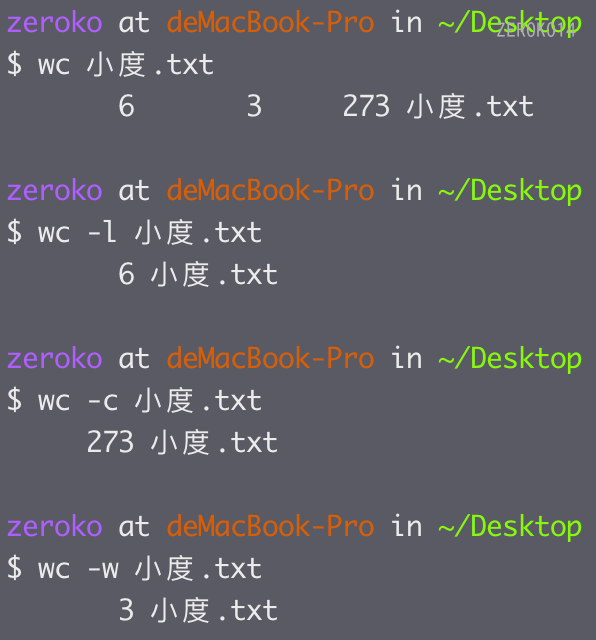 zeroko at deMacBook-Pro in ~/Desktop
ZEROKO14
$ wc 小度.txt
6 3 273 小度.txt
zeroko at deMacBook-Pro in ~/Desktop
$ wc -l 小度.txt
6 小度.txt
zeroko at deMacBook-Pro in ~/Desktop
$ wc -c 小度.txt
273 小度.txt
zeroko at deMacBook-Pro in ~/Desktop
$ wc -w 小度.txt
3 小度.txt